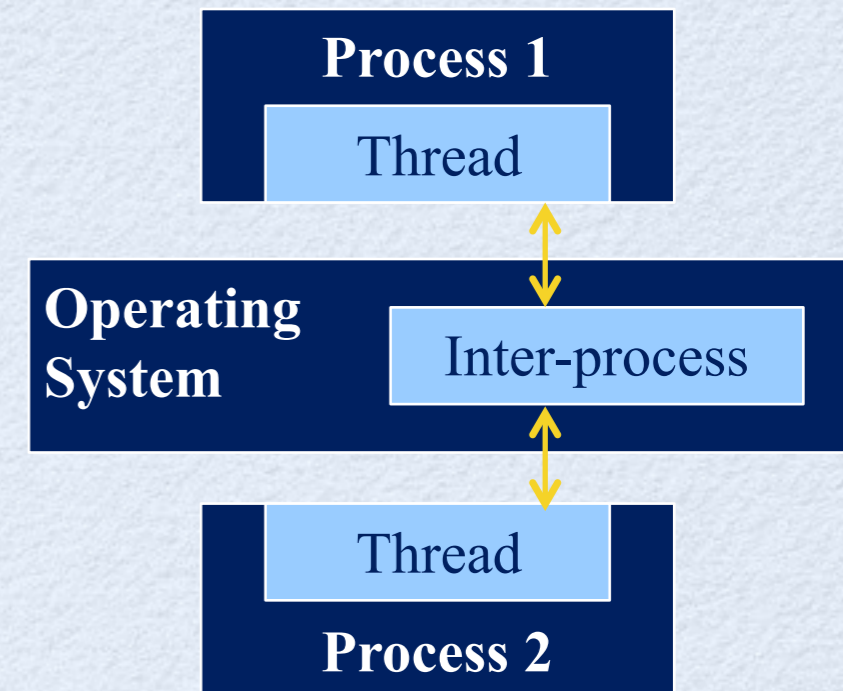 Process 1
Thread
Operating
System
Inter-process
Thread
Process 2